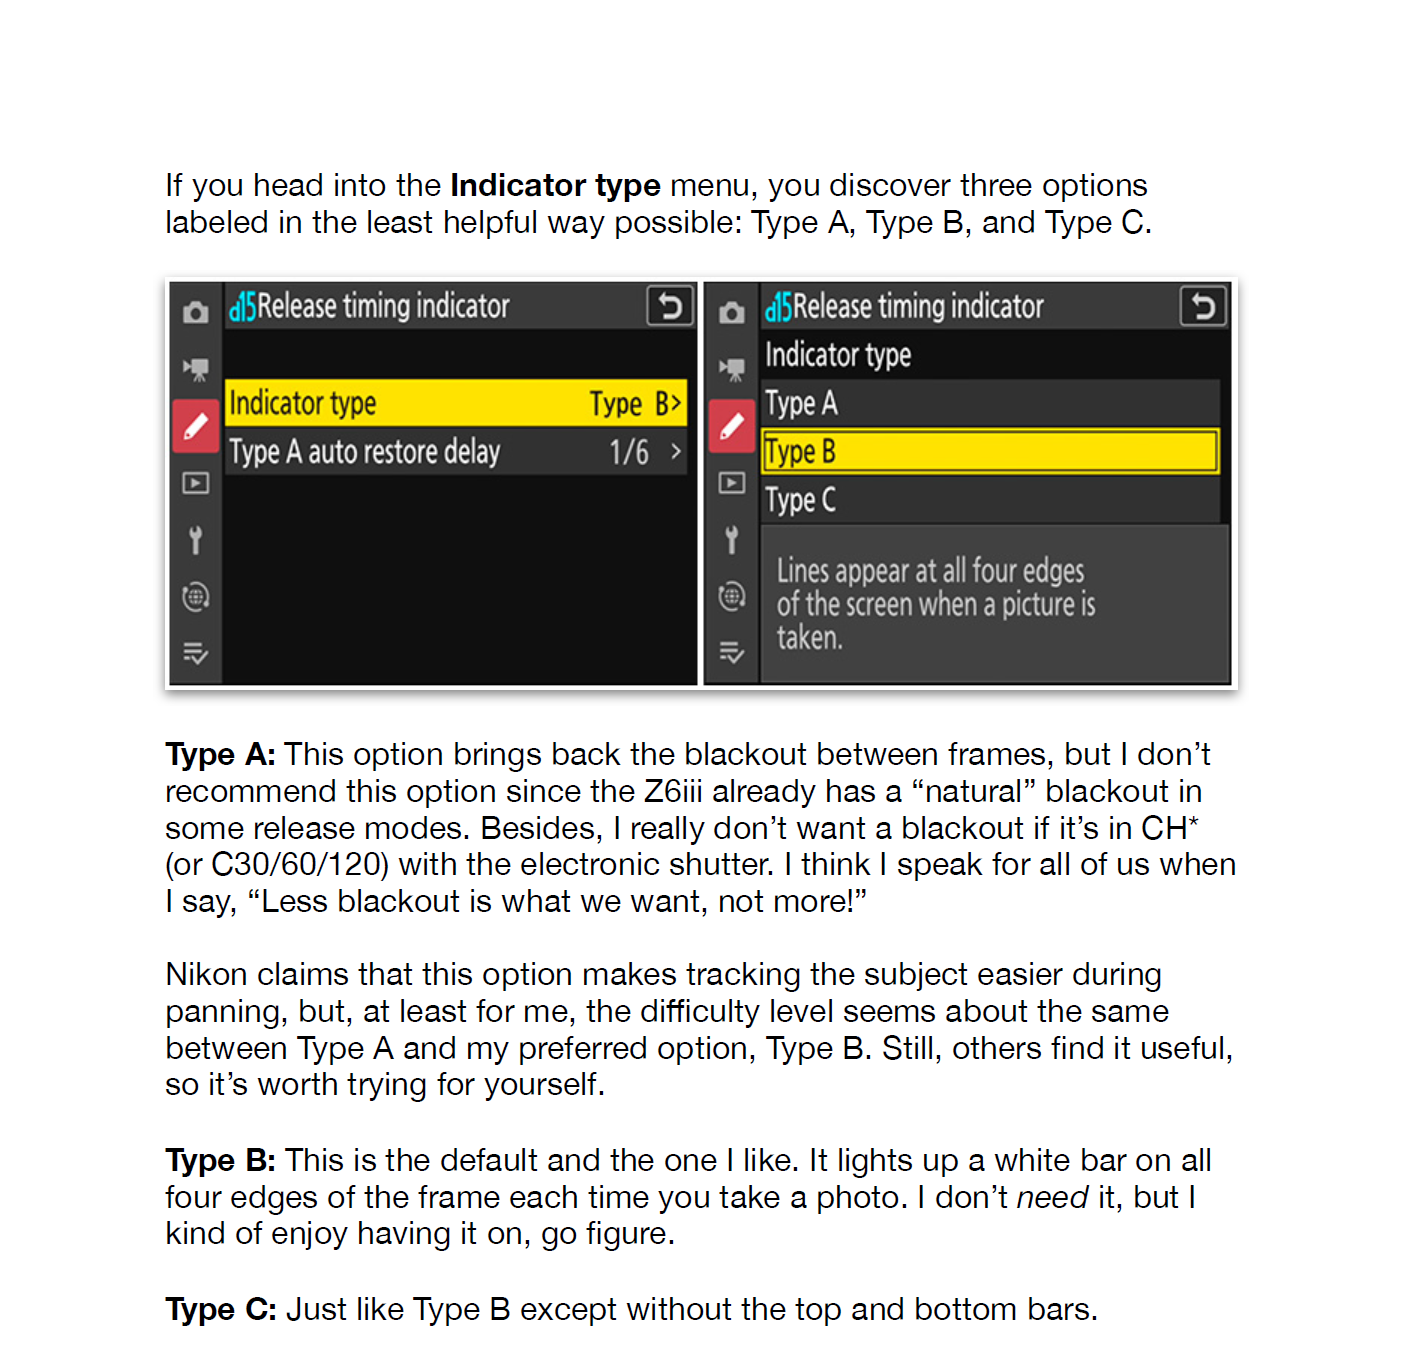 If you head into the Indicator type menu, you discover three options
labeled in the least helpful way possible: Type A, Type B, and Type C.
d15Release timing indicator
Indicator type Type B>
Type A auto restore delay 1/6 >
d15Release timing indicator
Indicator type
Type A
Type B
Type C
Lines appear at all four edges
of the screen when a picture is
taken.
Type A: This option brings back the blackout between frames, but I don’t
recommend this option since the Z6iii already has a “natural” blackout in
some release modes. Besides, I really don’t want a blackout if it’s in CH*
(or C30/60/120) with the electronic shutter. I think I speak for all of us when
I say, “Less blackout is what we want, not more!”
Nikon claims that this option makes tracking the subject easier during
panning, but, at least for me, the difficulty level seems about the same
between Type A and my preferred option, Type B. Still, others find it useful,
so it’s worth trying for yourself.
Type B: This is the default and the one I like. It lights up a white bar on all
four edges of the frame each time you take a photo. I don’t need it, but I
kind of enjoy having it on, go figure.
Type C: Just like Type B except without the top and bottom bars.